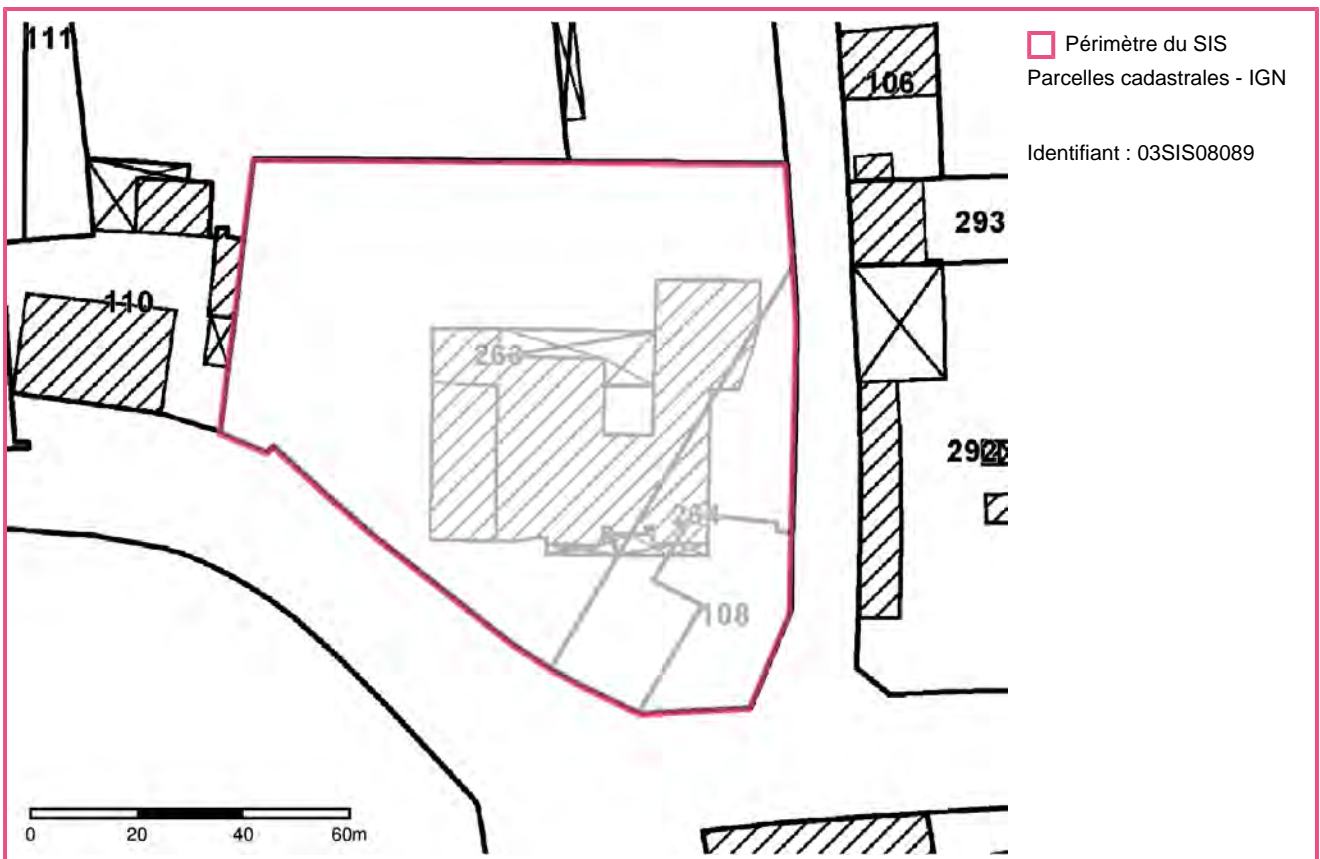 111
106
Périmètre du SIS
Parcelles cadastrales - IGN
Identifiant : 03SIS08089
293
110
263
292
264
108
0 20 40 60m